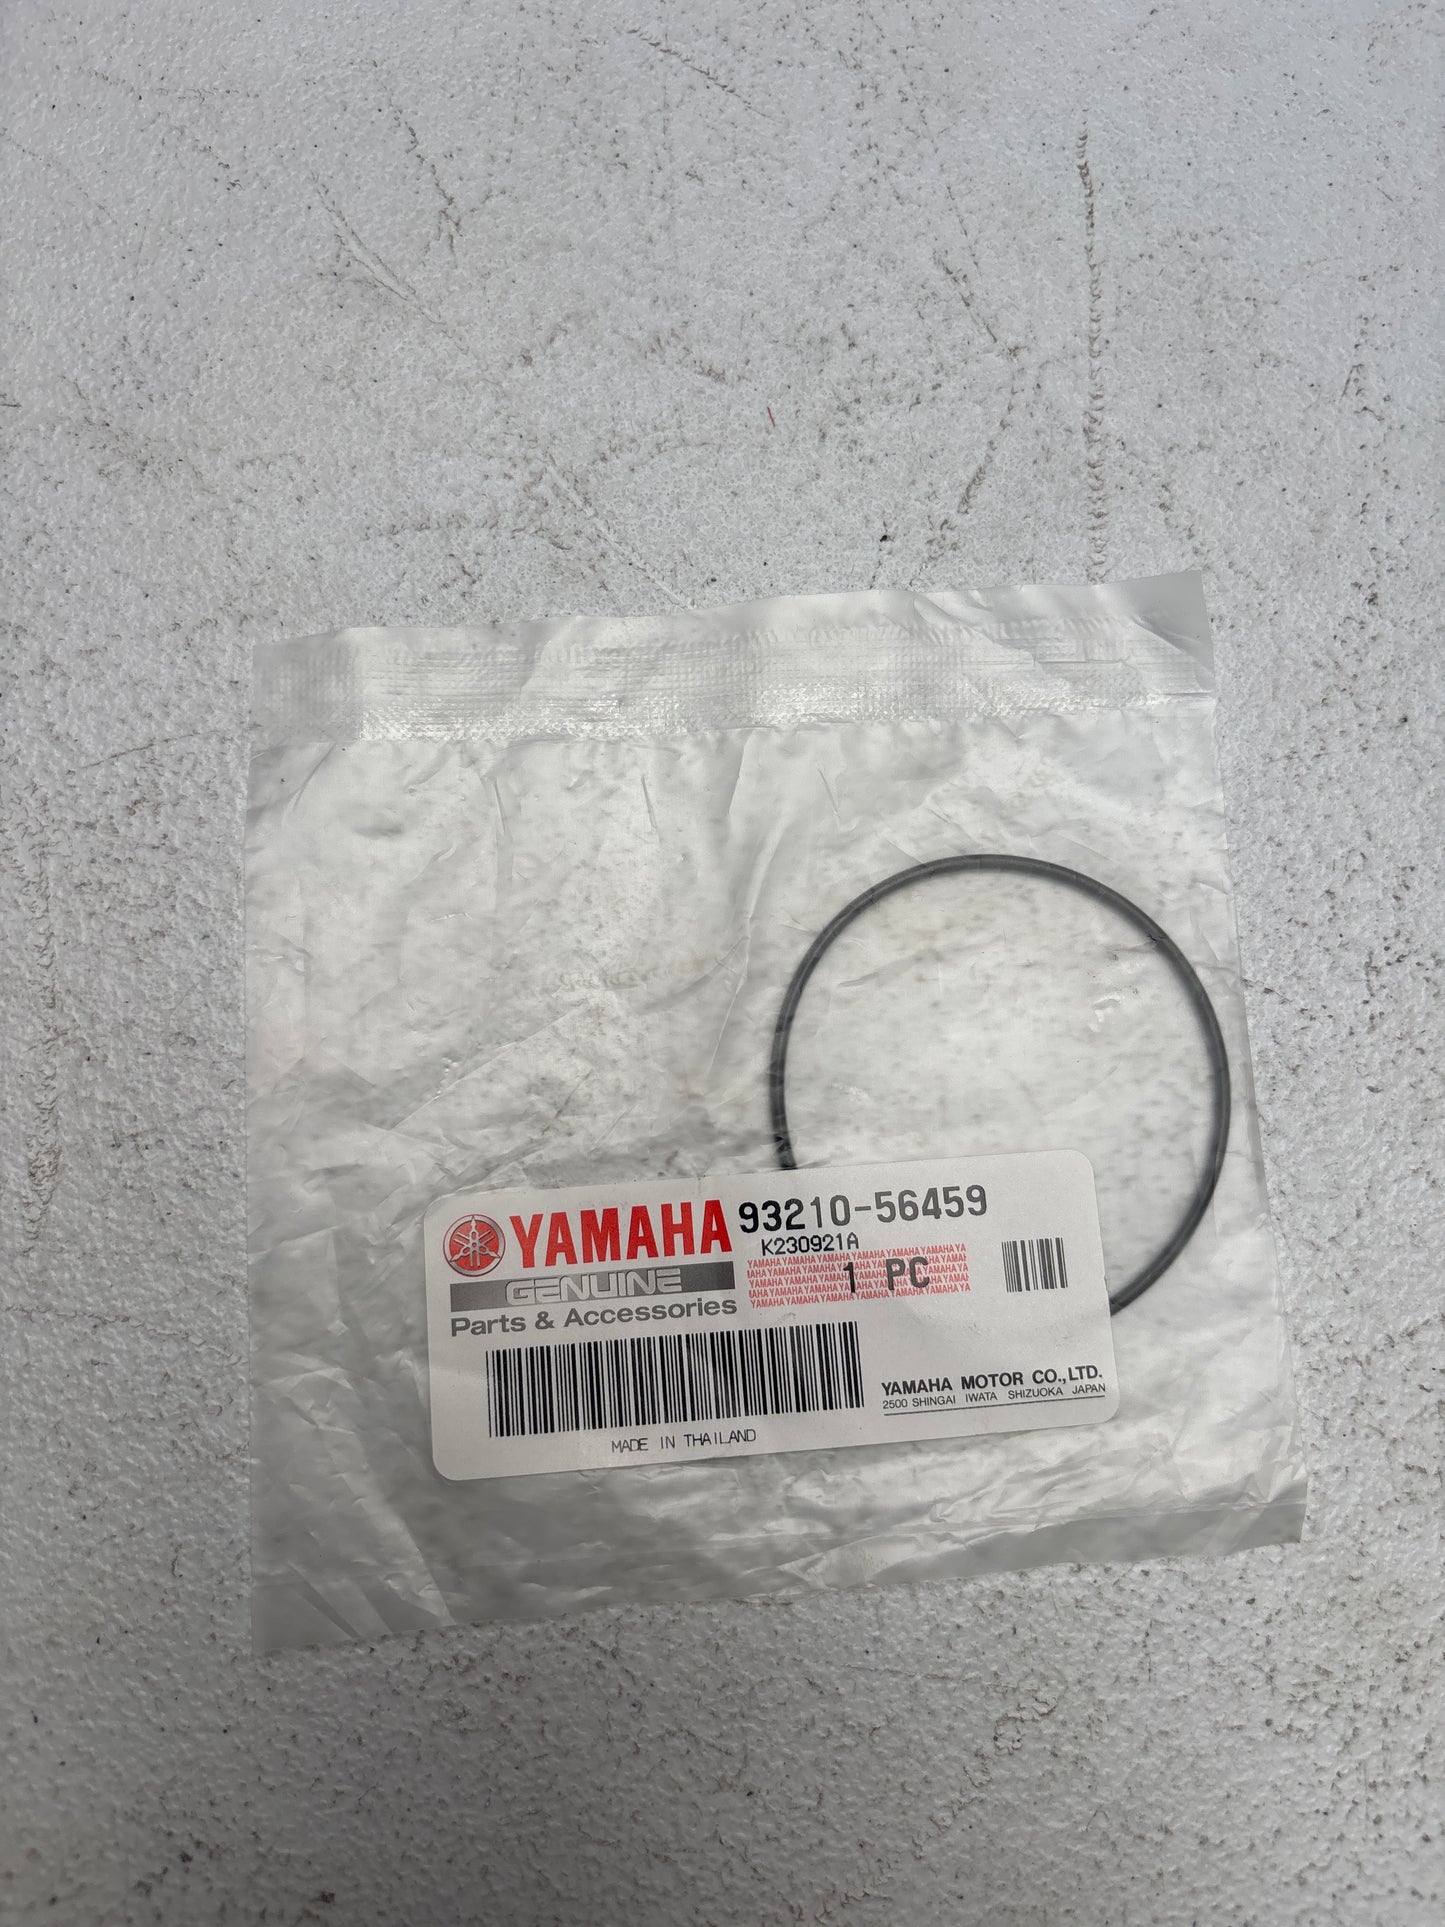 YAMAHA 93210-56459
K230921A
GENUINE
1 PC
Parts & Accessories
YAMAHA MOTOR CO.,LTD.
2500 SHINGAI IWATA SHIZUOKA JAPAN
MADE IN THAILAND